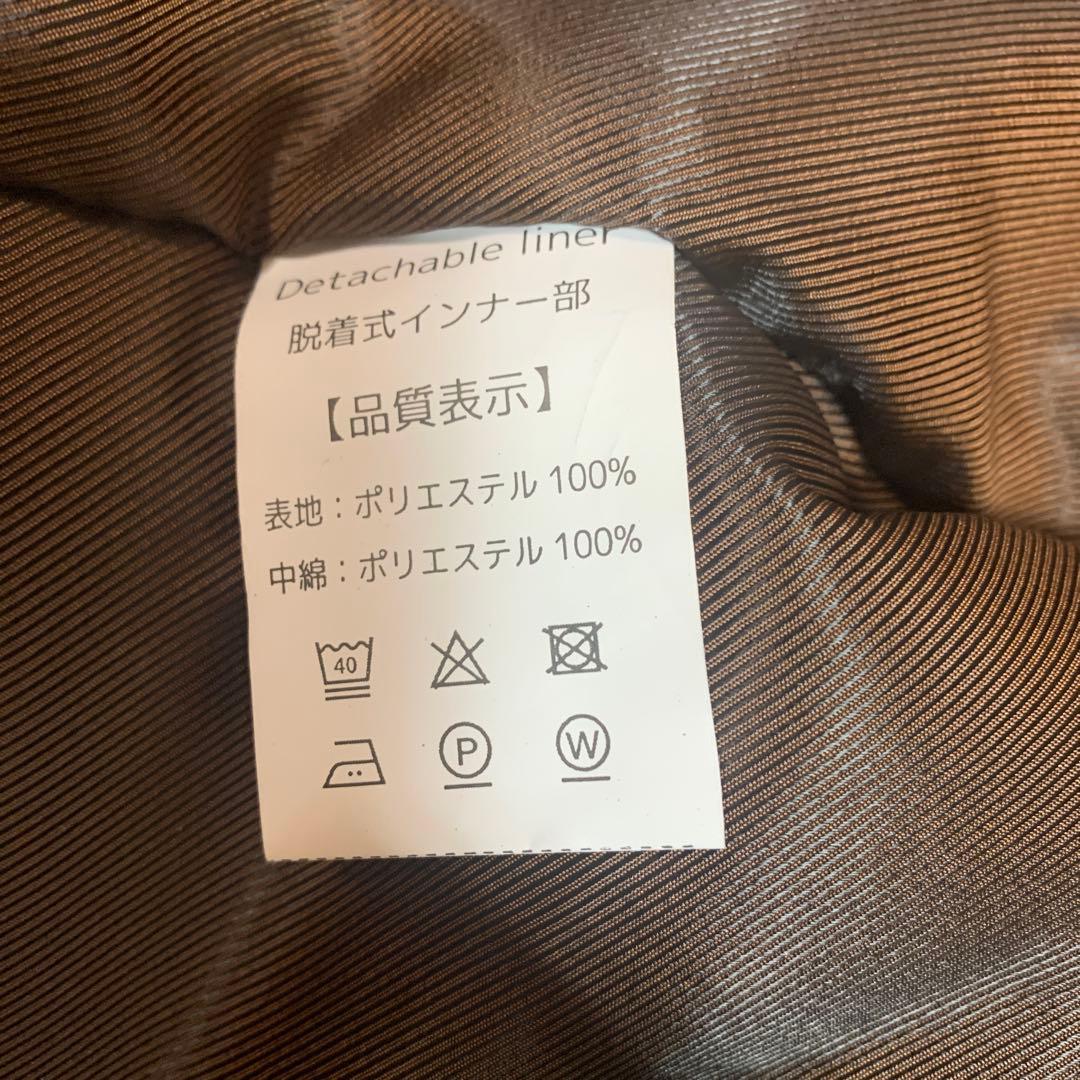 Detachable liner
脱着式インナー部
【品質表示】
表地：ポリエステル 100%
中綿：ポリエステル 100%
40
P W